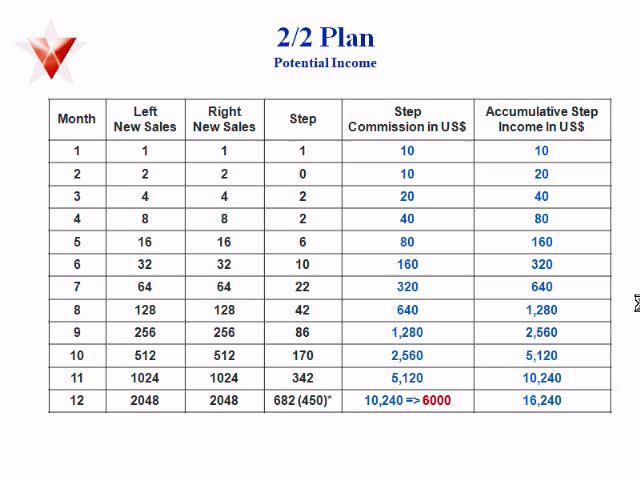 2/2 Plan
Potential Income
Month Left New Sales Right New Sales Step Step Commission in US$ Accumulative Step Income In US$
1 1 1 1 10 10
2 2 2 0 10 20
3 4 4 2 20 40
4 8 8 2 40 80
5 16 16 6 80 160
6 32 32 10 160 320
7 64 64 22 320 640
8 128 128 42 640 1,280
9 256 256 86 1,280 2,560
10 512 512 170 2,560 5,120
11 1024 1024 342 5,120 10,240
12 2048 2048 682 (450)* 10,240 => 6000 16,240